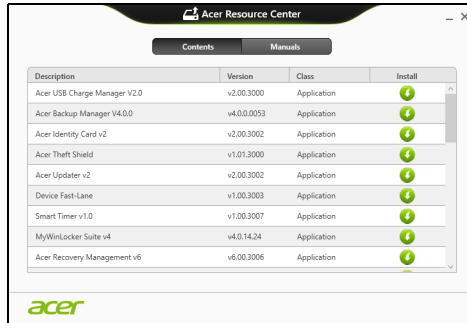 Acer Resource Center
Contents Manuals
Description Version Class Install
Acer USB Charge Manager V2.0 v2.00.3000 Application
Acer Backup Manager V4.0.0 v4.0.0.0053 Application
Acer Identity Card v2 v2.00.3002 Application
Acer Theft Shield v1.01.3000 Application
Acer Updater v2 v2.00.3002 Application
Device Fast-Lane v1.00.3003 Application
Smart Timer v1.0 v1.00.3007 Application
MyWinLocker Suite v4 v4.0.14.24 Application
Acer Recovery Management v6 v6.00.3006 Application
acer